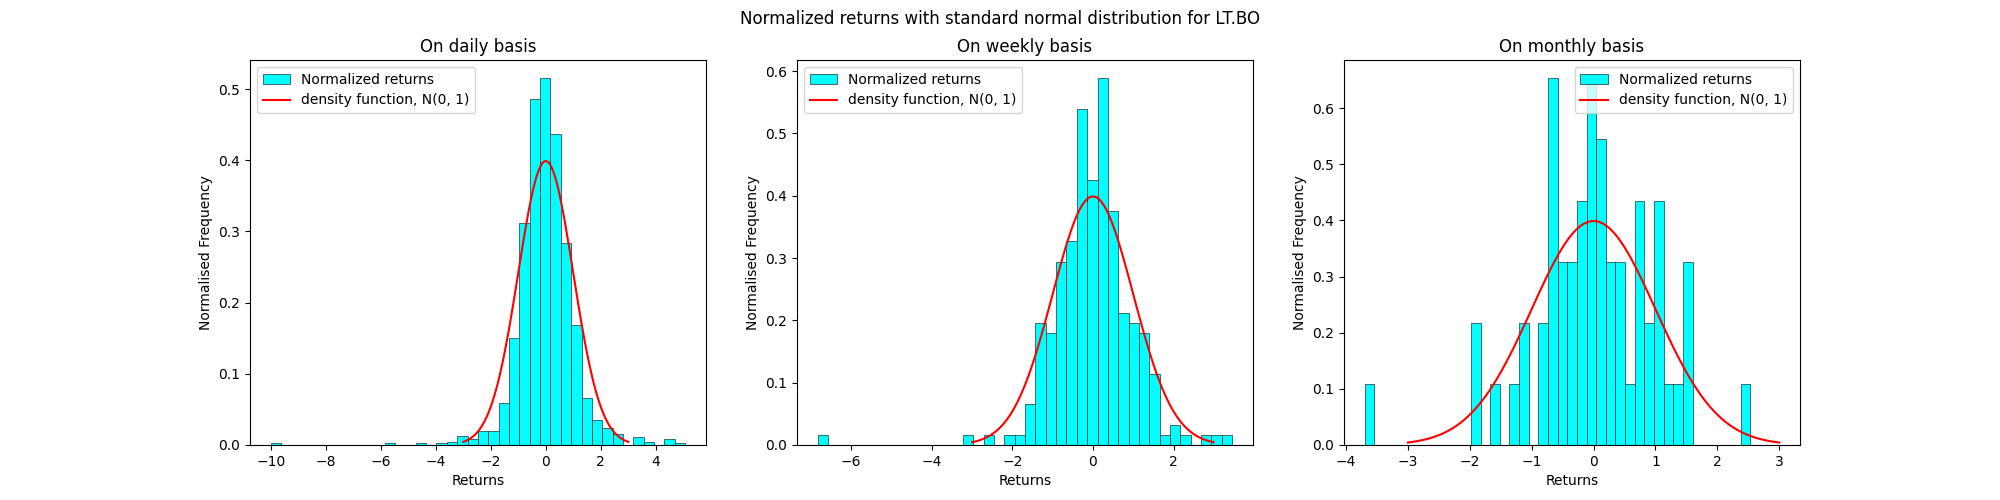 Normalized returns with standard normal distribution for LT.BO
On daily basis
Normalized returns
density function, N(0, 1)
Normalised Frequency
0.5
0.4
0.3
0.2
0.1
0.0
−10 −8 −6 −4 −2 0 2 4
Returns
On weekly basis
Normalized returns
density function, N(0, 1)
Normalised Frequency
0.6
0.5
0.4
0.3
0.2
0.1
0.0
−6 −4 −2 0 2
Returns
On monthly basis
Normalized returns
density function, N(0, 1)
Normalised Frequency
0.6
0.5
0.4
0.3
0.2
0.1
0.0
−4 −3 −2 −1 0 1 2 3
Returns